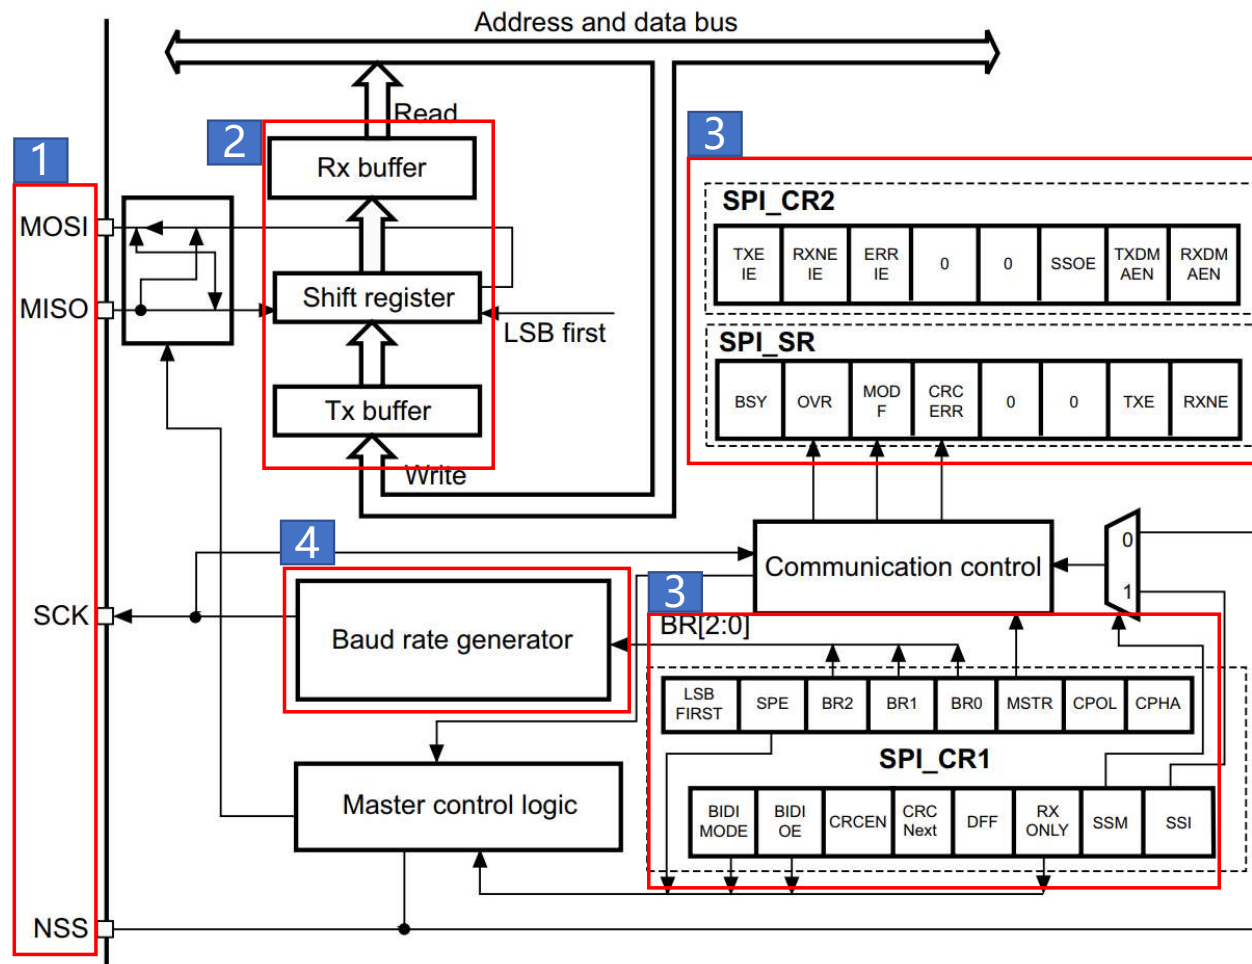 Address and data bus
Read
1
2
3
Rx buffer
MOSI
MISO
Shift register
LSB first
Tx buffer
Write
SPI_CR2
TXE IE
RXNE IE
ERR IE
0
0
SSOE
TXDM AEN
RXDM AEN
SPI_SR
BSY
OVR
MOD F
CRC ERR
0
0
TXE
RXNE
4
SCK
Baud rate generator
Communication control
0
1
3
BR[2:0]
LSB FIRST
SPE
BR2
BR1
BR0
MSTR
CPOL
CPHA
SPI_CR1
Master control logic
BIDI MODE
BIDI OE
CRCEN
CRC Next
DFF
RX ONLY
SSM
SSI
NSS